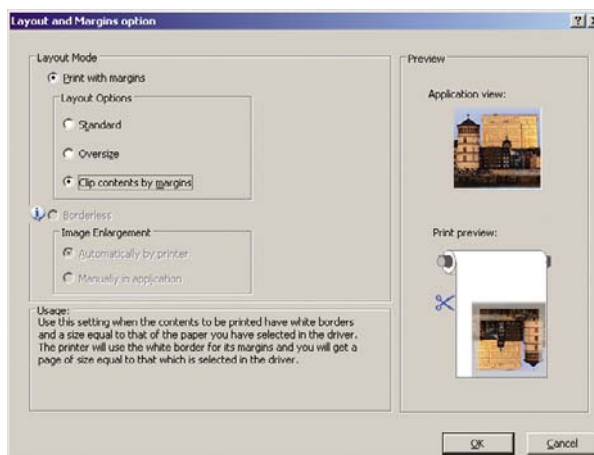 Layout and Margins option
Layout Mode
Print with margins
Layout Options
Standard
Oversize
Clip contents by margins
Borderless
Image Enlargement
Automatically by printer
Manually in application
Usage:
Use this setting when the contents to be printed have white borders
and a size equal to that of the paper you have selected in the driver.
The printer will use the white border for its margins and you will get a
page of size equal to that which is selected in the driver.
Preview
Application view:
Print preview:
OK
Cancel